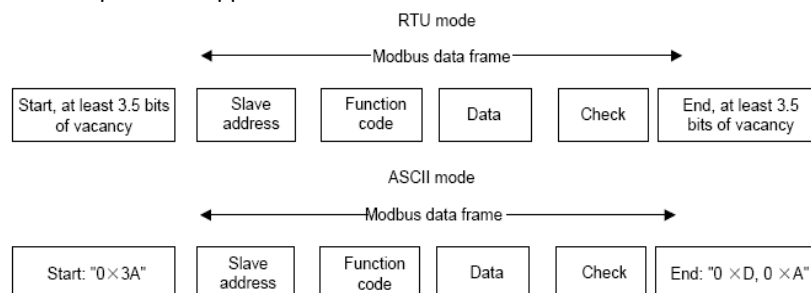 RTU mode
Modbus data frame
Start, at least 3.5 bits
of vacancy
Slave
address
Function
code
Data
Check
End, at least 3.5
bits of vacancy
ASCII mode
Modbus data frame
Start: "0×3A"
Slave
address
Function
code
Data
Check
End: "0 ×D, 0 ×A"